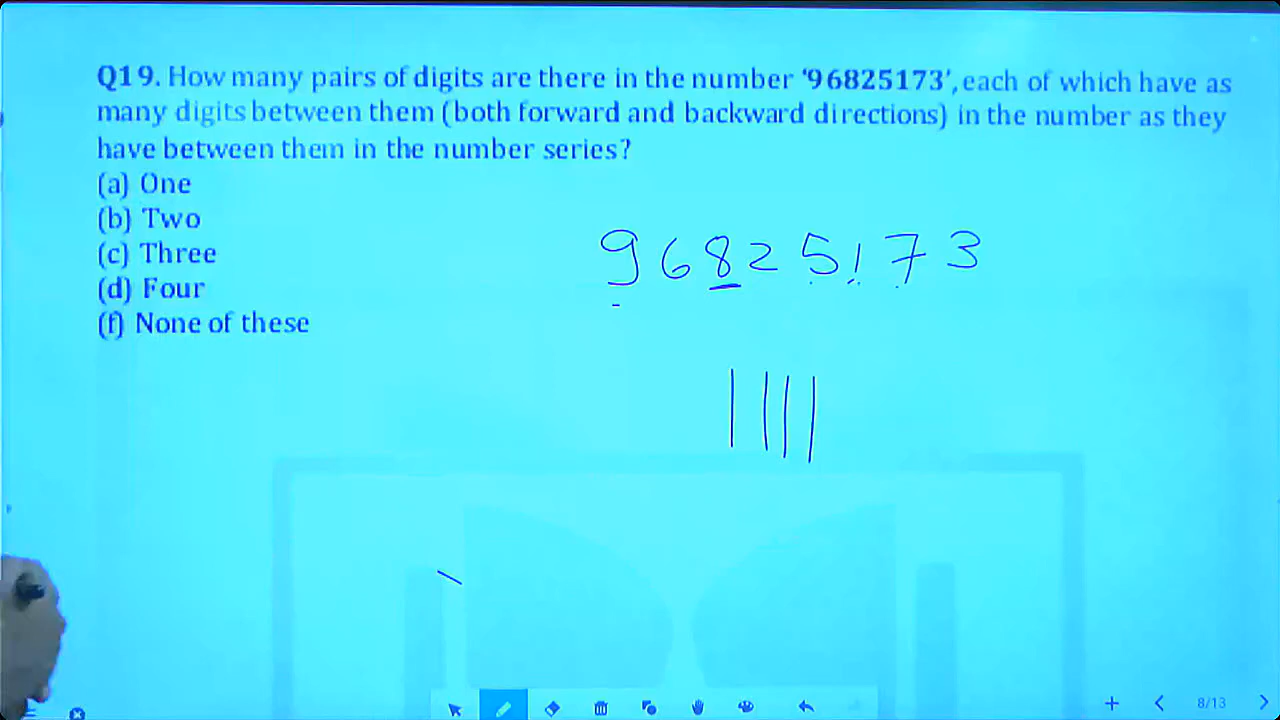 Q19. How many pairs of digits are there in the number ‘96825173’, each of which have as
many digits between them (both forward and backward directions) in the number as they
have between them in the number series?
(a) One
(b) Two
(c) Three
(d) Four
(f) None of these
96825173
8/13